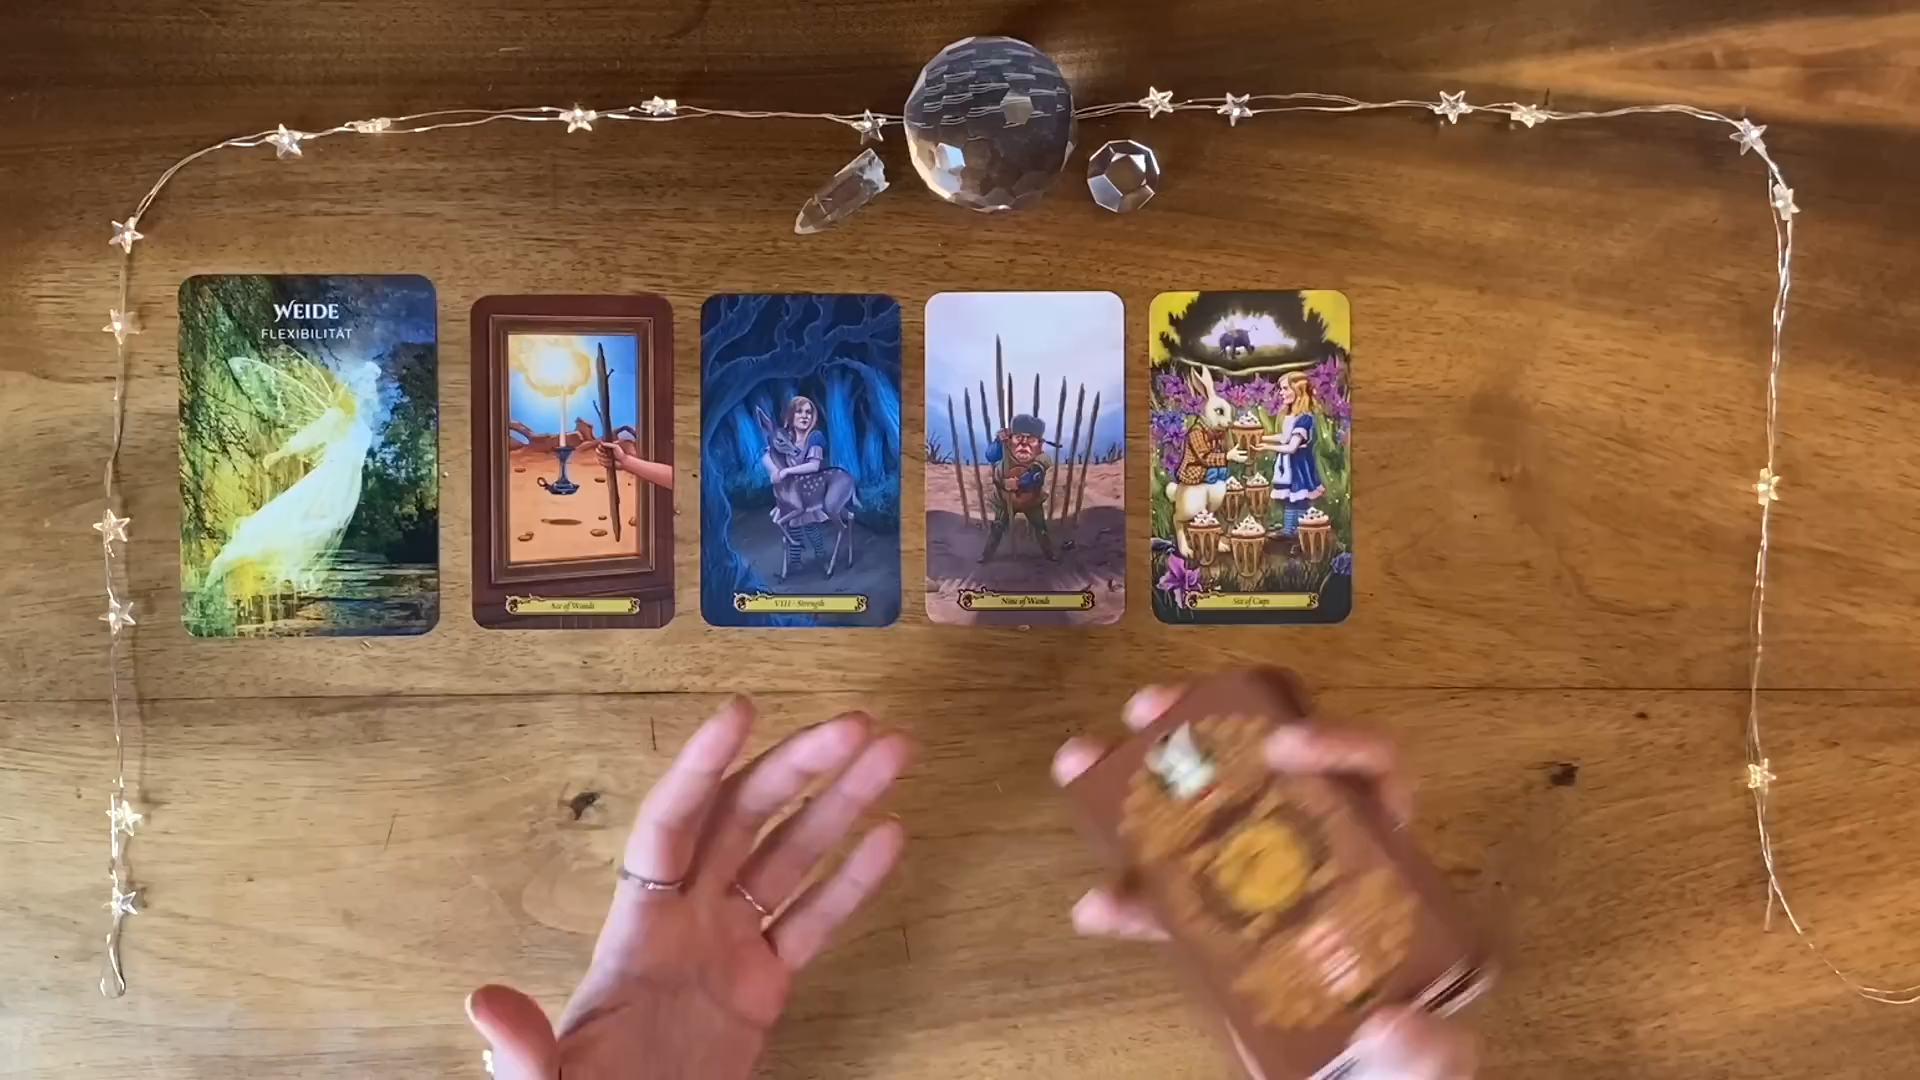 WEIDE
FLEXIBILITÄT
Ace of Wands
VIII - Strength
Nine of Wands
Six of Cups